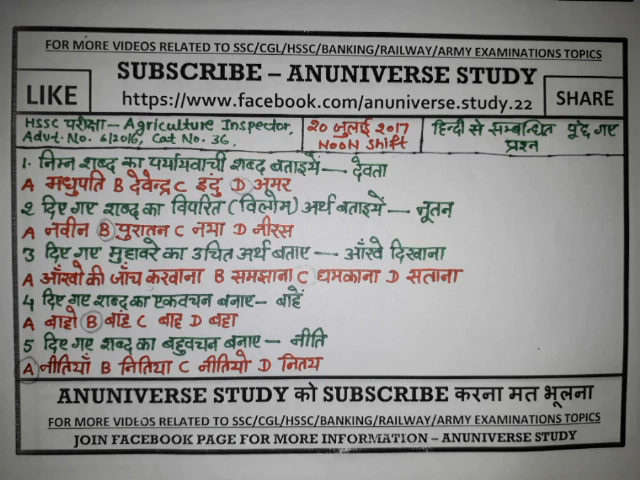 FOR MORE VIDEOS RELATED TO SSC/CGL/HSSC/BANKING/RAILWAY/ARMY EXAMINATIONS TOPICS
SUBSCRIBE – ANUNIVERSE STUDY
LIKE
https://www.facebook.com/anuniverse.study.22
SHARE
HSSC परीक्षा- Agriculture Inspector,
Advt. No. 6/2016, Cat No. 36.
20 जुलाई 2017
NOON Shift
हिन्दी से सम्बन्धित पूछे गए
प्रश्न
1. निम्न शब्द का पर्यायवाची शब्द बताइयें — देवता
A मधुपति B देवेन्द्र C इंदु D अमर
2 दिए गए शब्द का विपरित (विलोम) अर्थ बताइयें — नूतन
A नवीन B पुरातन C नया D नीरस
3 दिए गए मुहावरे का उचित अर्थ बताए — आँखे दिखाना
A आँखो की जाँच करवाना B समझाना C धमकाना D सताना
4 दिए गए शब्द का एकवचन बनाए- बाहें
A बाहो B बांह C बाह D बहा
5 दिए गए शब्द का बहुवचन बनाए- नीति
A नीतियाँ B नितिया C नीतियो D नितय
ANUNIVERSE STUDY को SUBSCRIBE करना मत भूलना
FOR MORE VIDEOS RELATED TO SSC/CGL/HSSC/BANKING/RAILWAY/ARMY EXAMINATIONS TOPICS
JOIN FACEBOOK PAGE FOR MORE INFORMATION – ANUNIVERSE STUDY